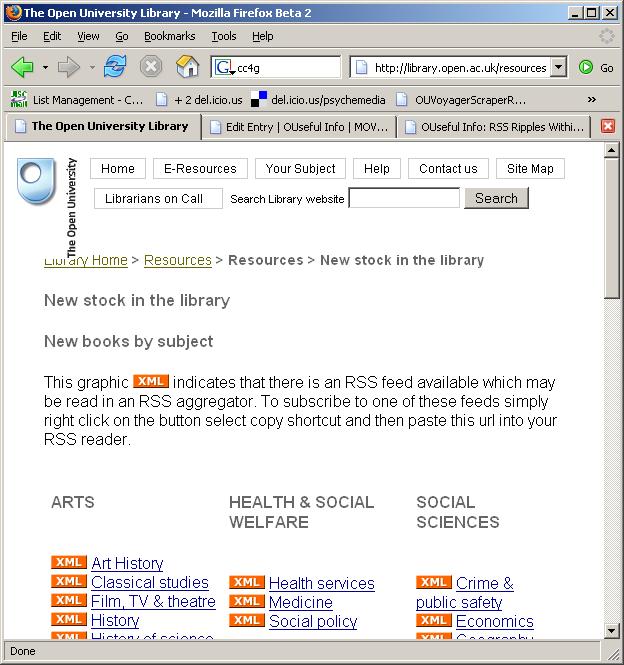 The Open University Library - Mozilla Firefox Beta 2
File Edit View Go Bookmarks Tools Help
cc4g http://library.open.ac.uk/resources Go
List Management - C... + 2 del.icio.us del.icio.us/psychemedia OUVoyagerScraperR... »
The Open University Library Edit Entry | OUseful Info | MOV... OUseful Info: RSS Ripples Withi...
The Open University
Home E-Resources Your Subject Help Contact us Site Map
Librarians on Call Search Library website Search
Library Home > Resources > Resources > New stock in the library
New stock in the library
New books by subject
This graphic XML indicates that there is an RSS feed available which may
be read in an RSS aggregator. To subscribe to one of these feeds simply
right click on the button select copy shortcut and then paste this url into your
RSS reader.
ARTS
XML Art History
XML Classical studies
XML Film, TV & theatre
XML History
XML History of science
HEALTH & SOCIAL
WELFARE
XML Health services
XML Medicine
XML Social policy
SOCIAL
SCIENCES
XML Crime &
public safety
XML Economics
XML Geography
Done